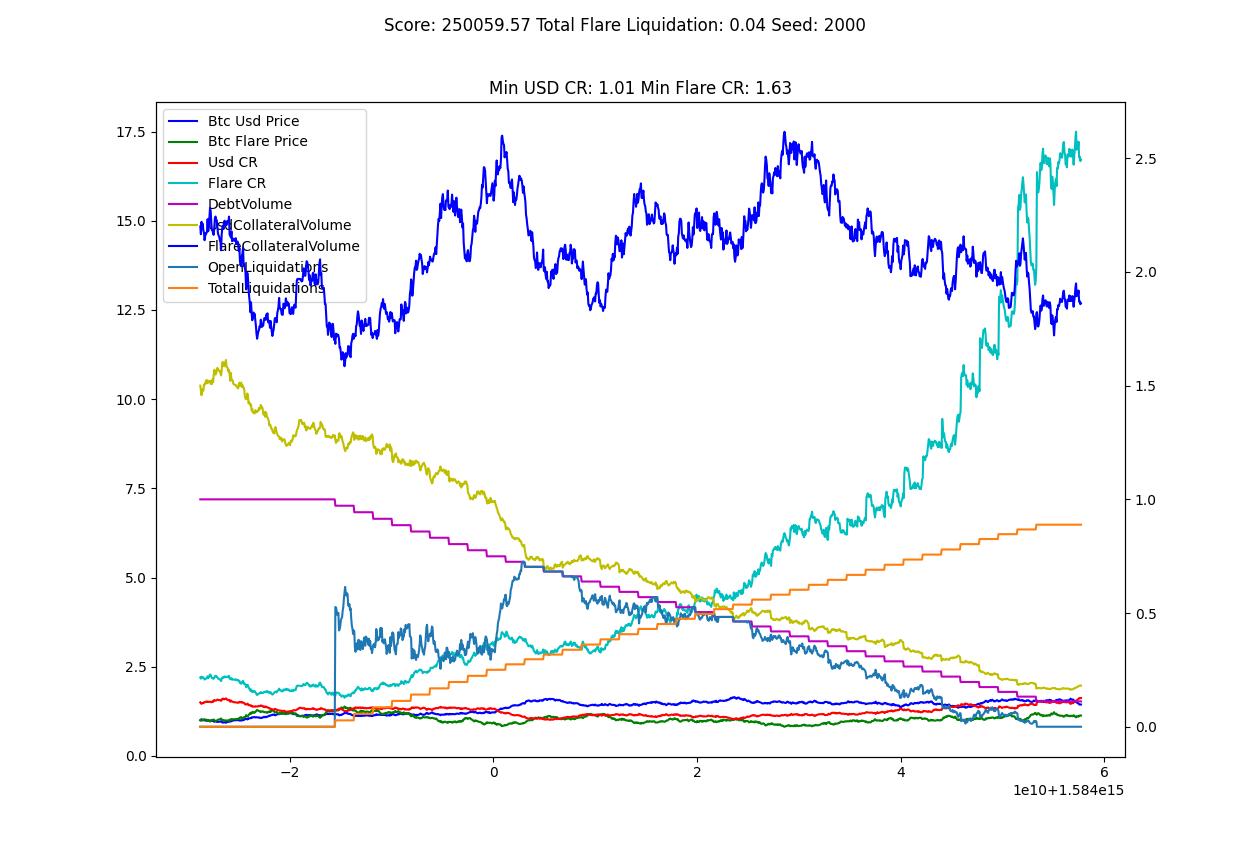 Score: 250059.57 Total Flare Liquidation: 0.04 Seed: 2000
Min USD CR: 1.01 Min Flare CR: 1.63
Btc Usd Price
Btc Flare Price
Usd CR
Flare CR
DebtVolume
UsdCollateralVolume
FlareCollateralVolume
OpenLiquidations
TotalLiquidations
17.5
15.0
12.5
10.0
7.5
5.0
2.5
0.0
2.5
2.0
1.5
1.0
0.5
0.0
−2 0 2 4 6
1e10+1.584e15